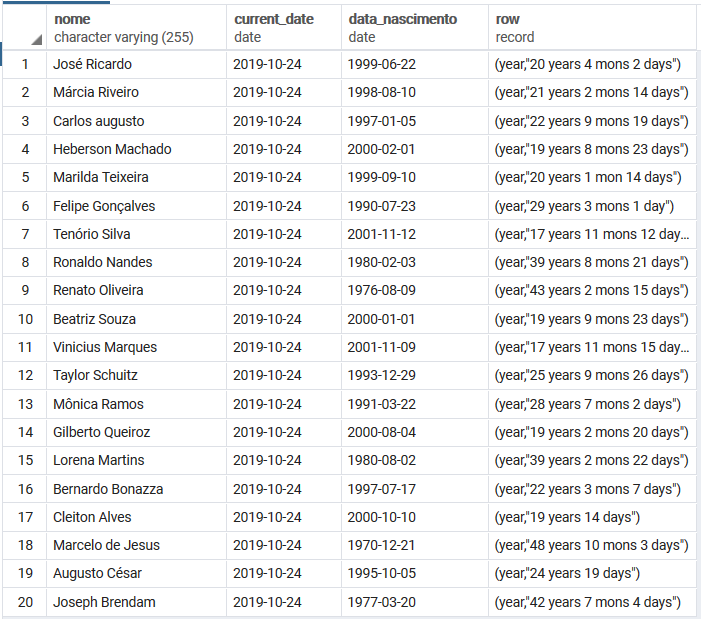 nome current_date data_nascimento row
character varying (255) date date record
1 José Ricardo 2019-10-24 1999-06-22 (year,"20 years 4 mons 2 days")
2 Márcia Riveiro 2019-10-24 1998-08-10 (year,"21 years 2 mons 14 days")
3 Carlos augusto 2019-10-24 1997-01-05 (year,"22 years 9 mons 19 days")
4 Heberson Machado 2019-10-24 2000-02-01 (year,"19 years 8 mons 23 days")
5 Marilda Teixeira 2019-10-24 1999-09-10 (year,"20 years 1 mon 14 days")
6 Felipe Gonçalves 2019-10-24 1990-07-23 (year,"29 years 3 mons 1 day")
7 Tenório Silva 2019-10-24 2001-11-12 (year,"17 years 11 mons 12 day...
8 Ronaldo Nandes 2019-10-24 1980-02-03 (year,"39 years 8 mons 21 days")
9 Renato Oliveira 2019-10-24 1976-08-09 (year,"43 years 2 mons 15 days")
10 Beatriz Souza 2019-10-24 2000-01-01 (year,"19 years 9 mons 23 days")
11 Vinicius Marques 2019-10-24 2001-11-09 (year,"17 years 11 mons 15 day...
12 Taylor Schuitz 2019-10-24 1993-12-29 (year,"25 years 9 mons 26 days")
13 Mônica Ramos 2019-10-24 1991-03-22 (year,"28 years 7 mons 2 days")
14 Gilberto Queiroz 2019-10-24 2000-08-04 (year,"19 years 2 mons 20 days")
15 Lorena Martins 2019-10-24 1980-08-02 (year,"39 years 2 mons 22 days")
16 Bernardo Bonazza 2019-10-24 1997-07-17 (year,"22 years 3 mons 7 days")
17 Cleiton Alves 2019-10-24 2000-10-10 (year,"19 years 14 days")
18 Marcelo de Jesus 2019-10-24 1970-12-21 (year,"48 years 10 mons 3 days")
19 Augusto César 2019-10-24 1995-10-05 (year,"24 years 19 days")
20 Joseph Brendam 2019-10-24 1977-03-20 (year,"42 years 7 mons 4 days")